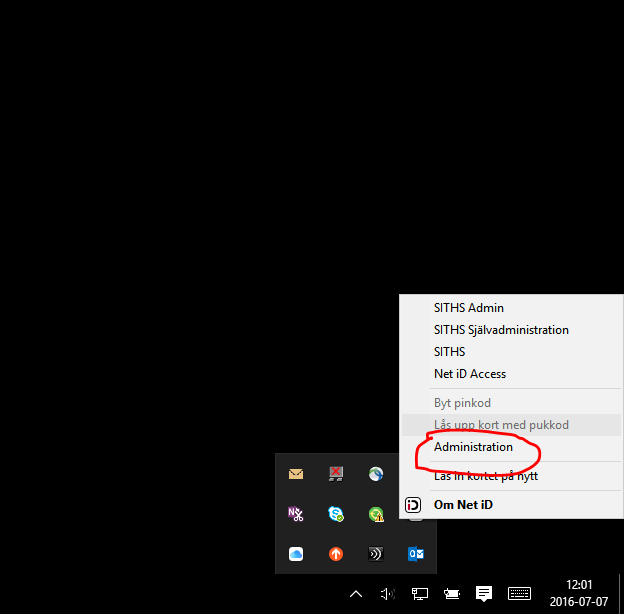 SITHS Admin
SITHS Självadministration
SITHS
Net iD Access
Byt pinkod
Lås upp kort med pukkod
Administration
Läs in kortet på nytt
Om Net iD
12:01
2016-07-07